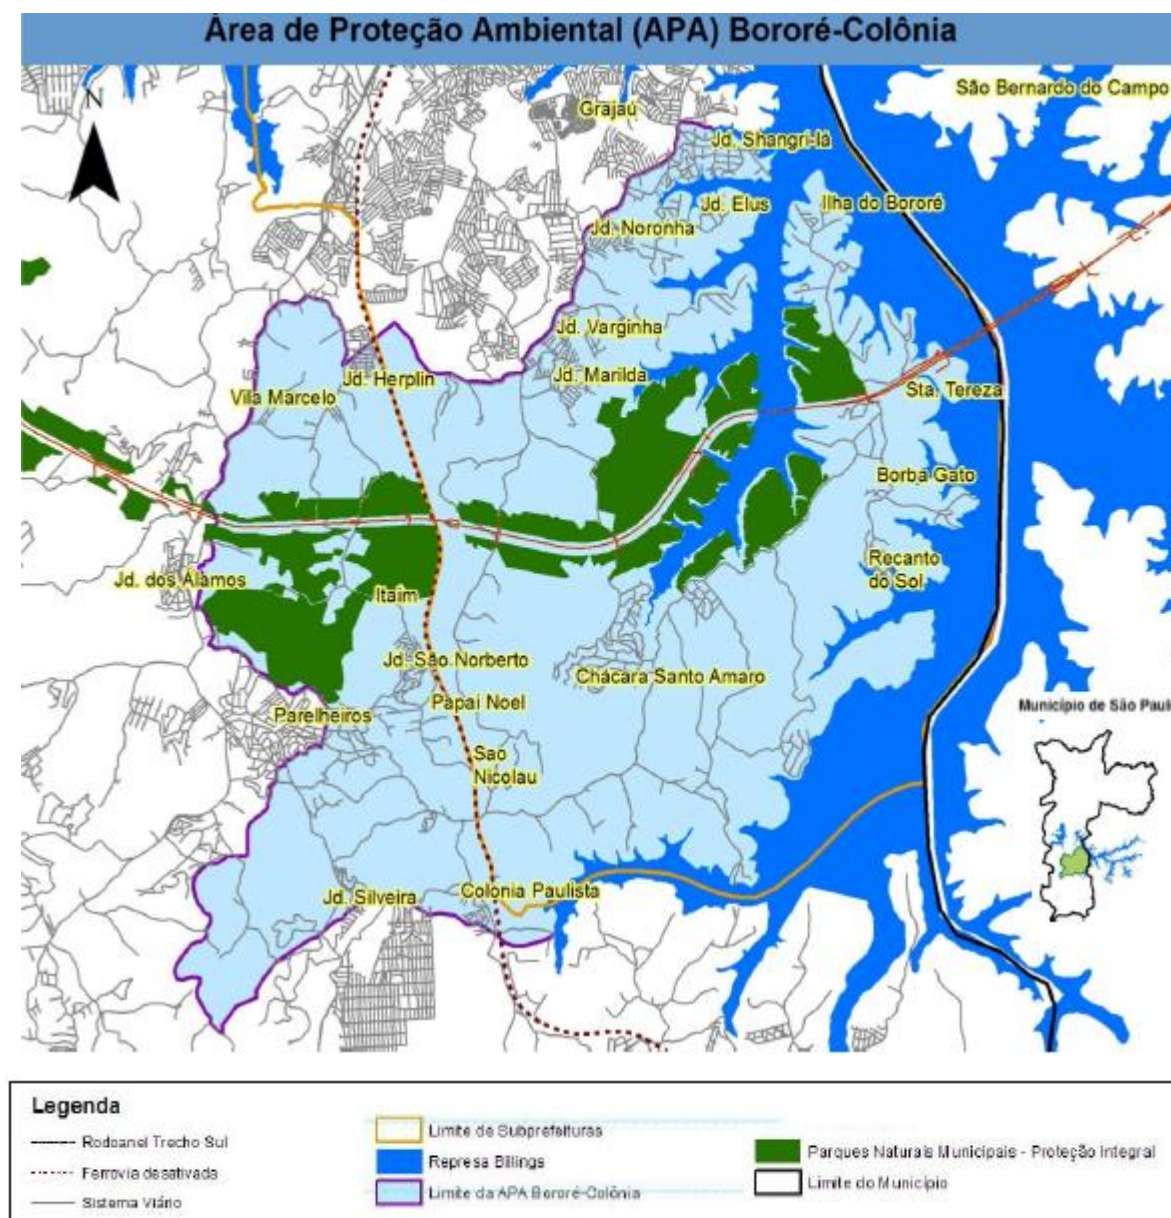 Área de Proteção Ambiental (APA) Bororé-Colônia
N
São Bernardo do Campo
Grajaú
Jd. Shangri-lá
Jd. Elus
Ilha do Bororé
Jd. Noronha
Jd. Varginha
Jd. Herplin
Jd. Marilda
Vila Marcelo
Sta. Tereza
Borba Gato
Recanto
do Sol
Jd. dos Álamos
Itaim
Jd. São Norberto
Chácara Santo Amaro
Papai Noel
Parelheiros
Município de São Paul
Sao
Nicolau
Jd. Silveira
Colonia Paulista
Legenda
Rodoanel Trecho Sul
Ferrovia desativada
Sistema Viário
Limite de Subprefeituras
Represa Billings
Limite da APA Bororé-Colônia
Parques Naturais Municipais - Proteção Integral
Limite do Município